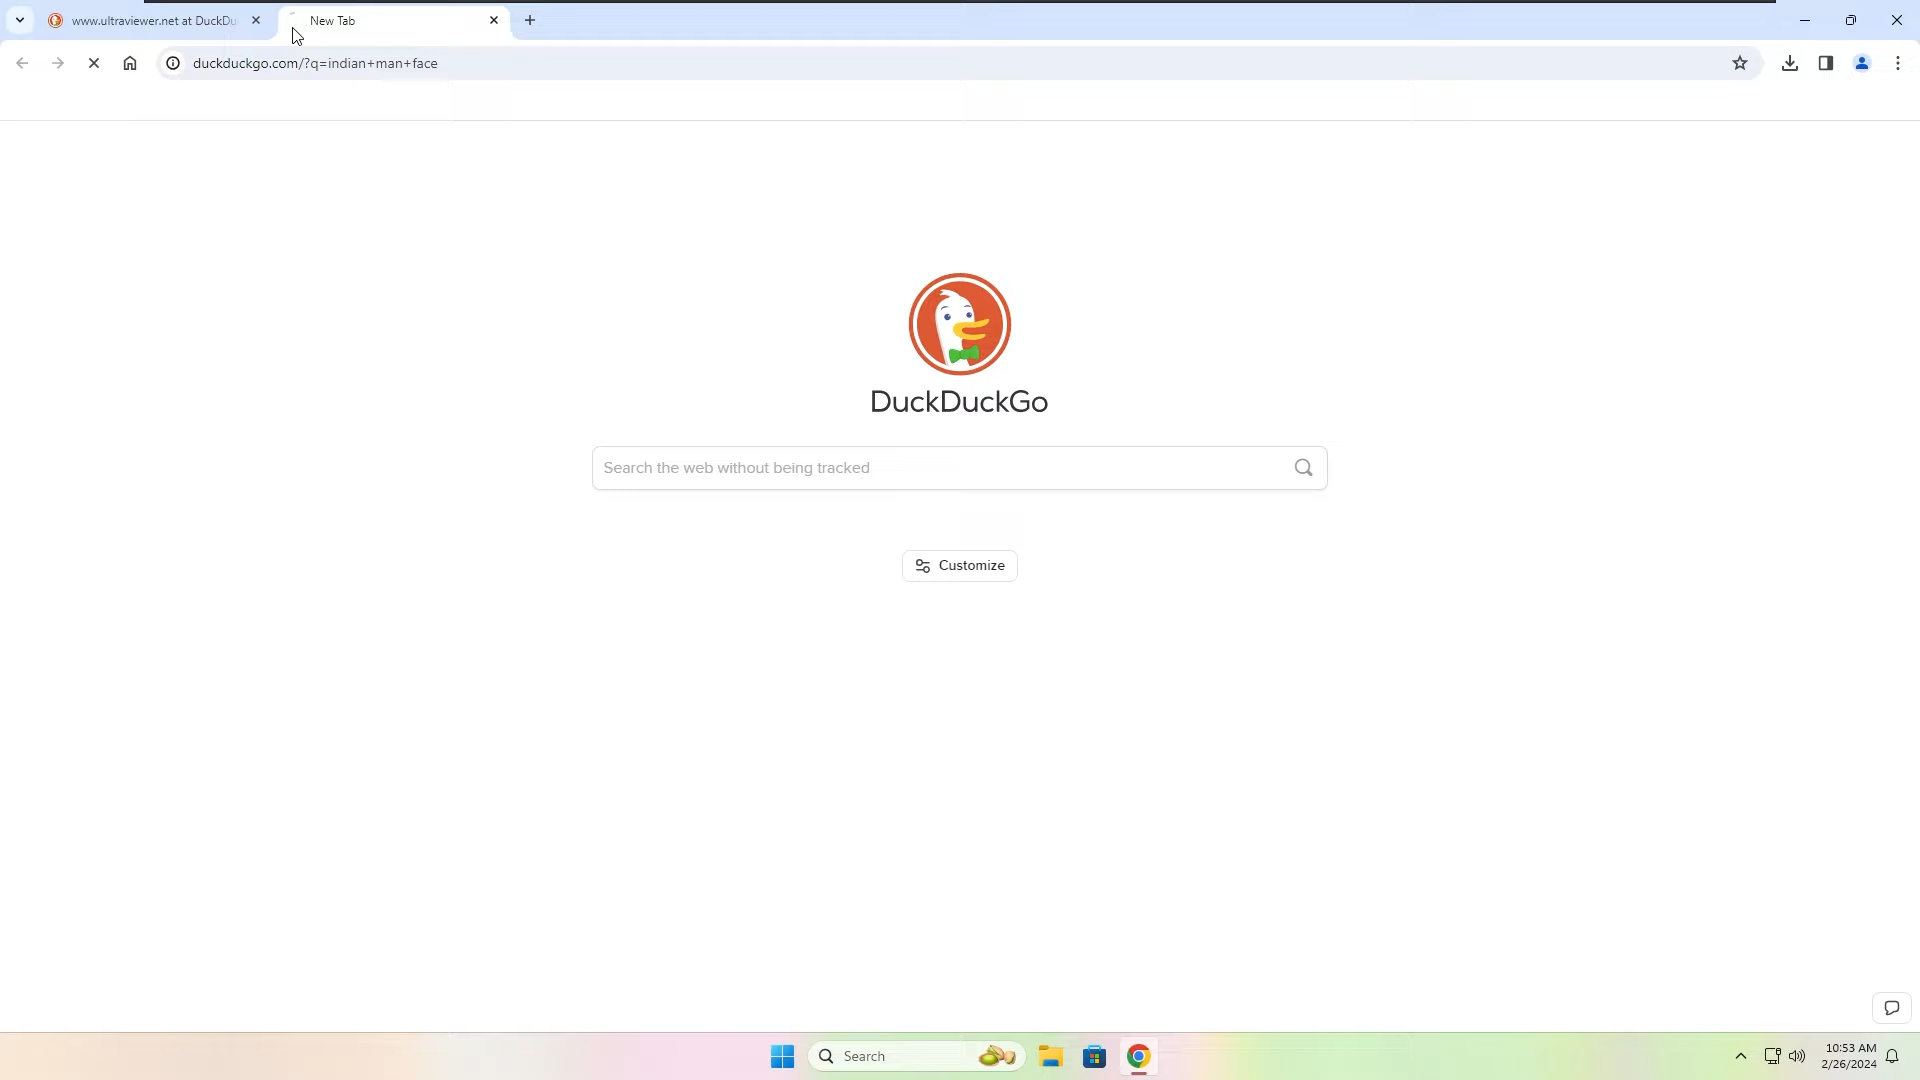 www.ultraviewer.net at DuckDu
New Tab
duckduckgo.com/?q=indian+man+face
DuckDuckGo
Search the web without being tracked
Customize
Search
10:53 AM
2/26/2024